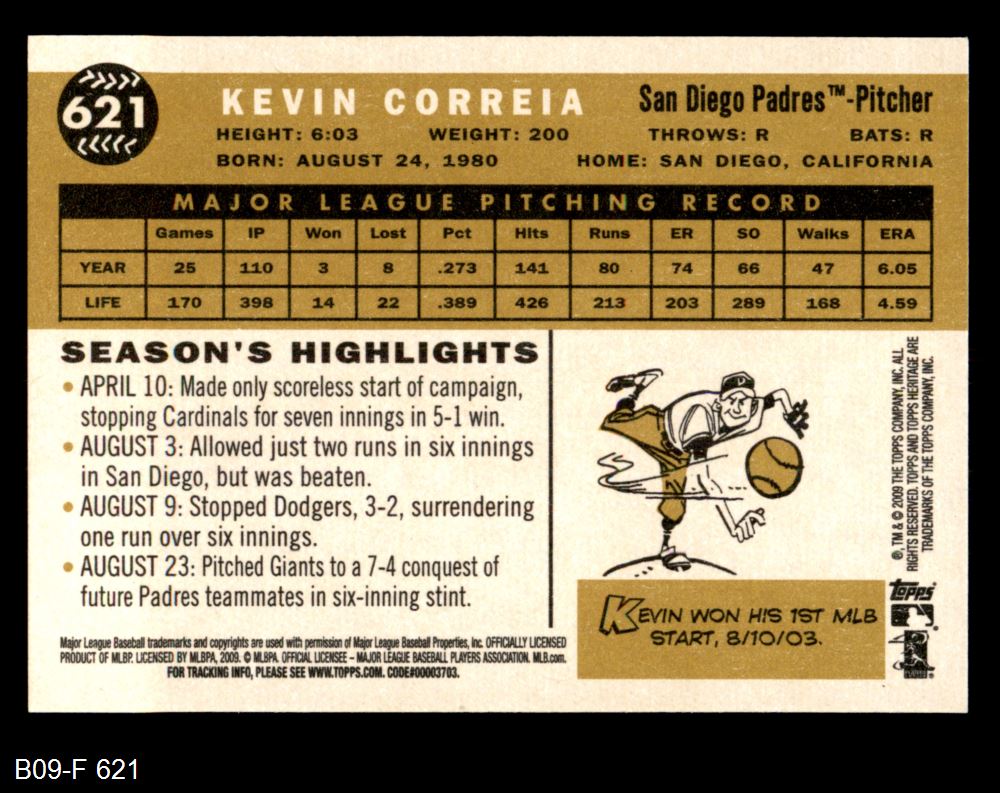 621
KEVIN CORREIA
San Diego Padres™-Pitcher
HEIGHT: 6:03 WEIGHT: 200 THROWS: R BATS: R
BORN: AUGUST 24, 1980 HOME: SAN DIEGO, CALIFORNIA
MAJOR LEAGUE PITCHING RECORD
Games IP Won Lost Pct Hits Runs ER SO Walks ERA
YEAR 25 110 3 8 .273 141 80 74 66 47 6.05
LIFE 170 398 14 22 .389 426 213 203 289 168 4.59
SEASON'S HIGHLIGHTS
• APRIL 10: Made only scoreless start of campaign,
stopping Cardinals for seven innings in 5-1 win.
• AUGUST 3: Allowed just two runs in six innings
in San Diego, but was beaten.
• AUGUST 9: Stopped Dodgers, 3-2, surrendering
one run over six innings.
• AUGUST 23: Pitched Giants to a 7-4 conquest of
future Padres teammates in six-inning stint.
Major League Baseball trademarks and copyrights are used with permission of Major League Baseball Properties, Inc. OFFICIALLY LICENSED
PRODUCT OF MLBP. LICENSED BY MLBPA, 2009. © MLBPA. OFFICIAL LICENSEE – MAJOR LEAGUE BASEBALL PLAYERS ASSOCIATION. MLB.com.
FOR TRACKING INFO, PLEASE SEE WWW.TOPPS.COM. CODE#00003703.
P
KEVIN WON HIS 1ST MLB
START, 8/10/03.
®, TM & © 2009 THE TOPPS COMPANY, INC. ALL
RIGHTS RESERVED. TOPPS AND TOPPS HERITAGE ARE
TRADEMARKS OF THE TOPPS COMPANY, INC.
topps
B09-F 621